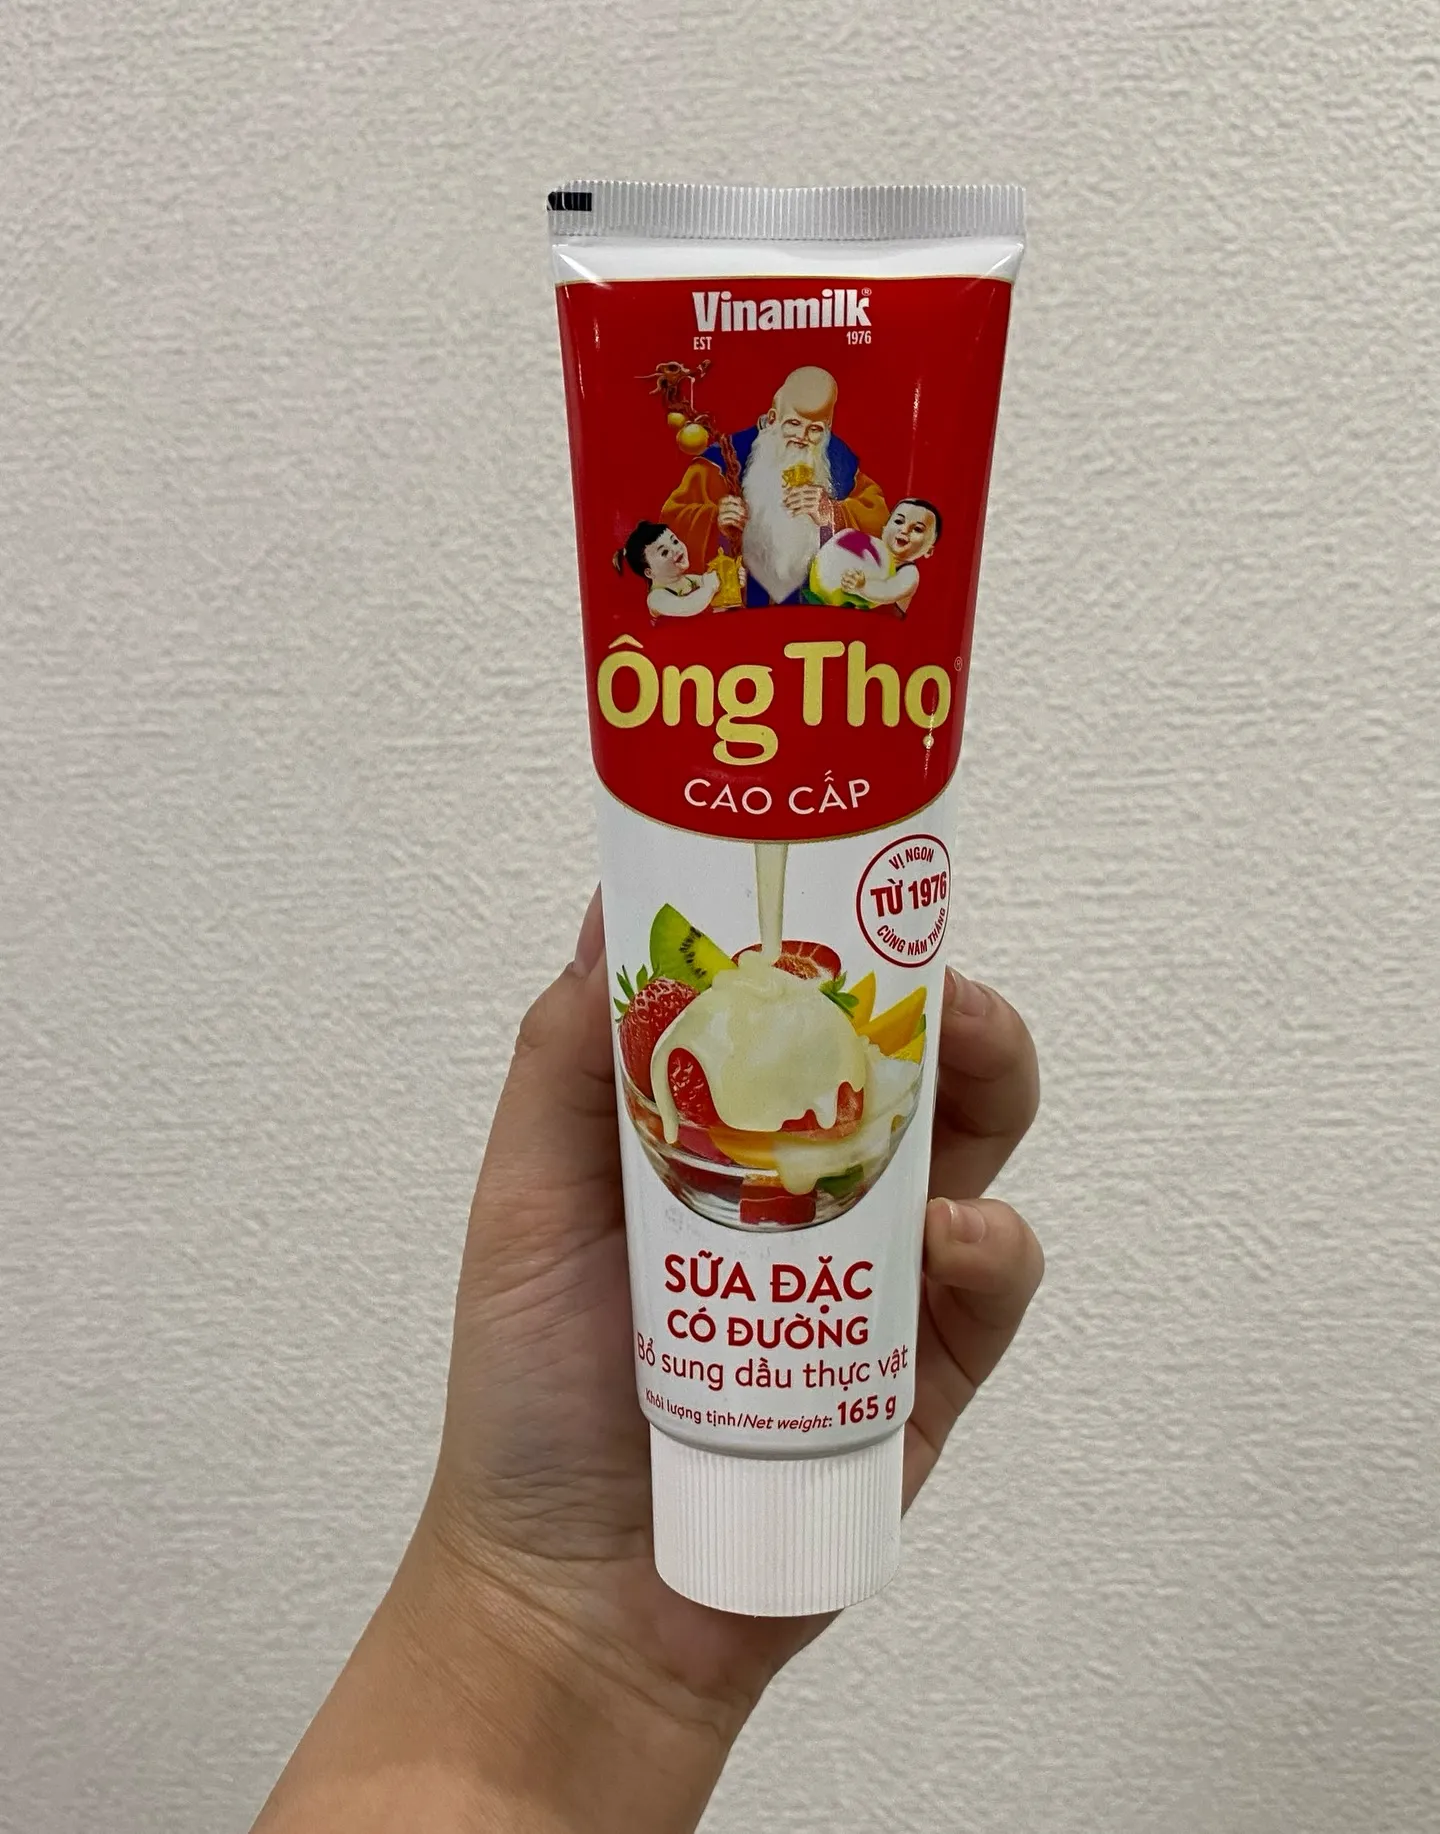 Vinamilk®
EST 1976
Ông Thọ®
CAO CẤP
VỊ NGON
TỪ 1976
CÙNG NĂM THÁNG
SỮA ĐẶC
CÓ ĐƯỜNG
Bổ sung dầu thực vật
Khối lượng tịnh/Net weight: 165 g